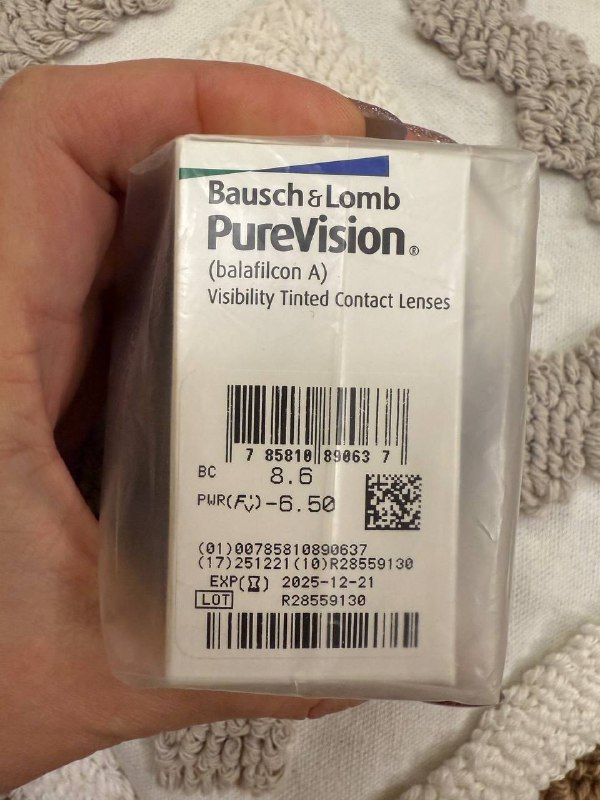 Bausch & Lomb
PureVision®
(balafilcon A)
Visibility Tinted Contact Lenses
7 85810 89063 7
BC 8.6
PWR(F'v)-6.50
(01)00785810890637
(17)251221(10)R28559130
EXP 2025-12-21
LOT R28559130